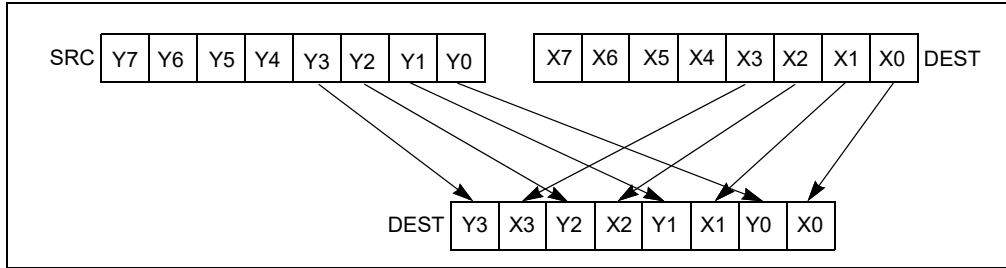 SRC Y7 Y6 Y5 Y4 Y3 Y2 Y1 Y0 X7 X6 X5 X4 X3 X2 X1 X0 DEST
DEST Y3 X3 Y2 X2 Y1 X1 Y0 X0